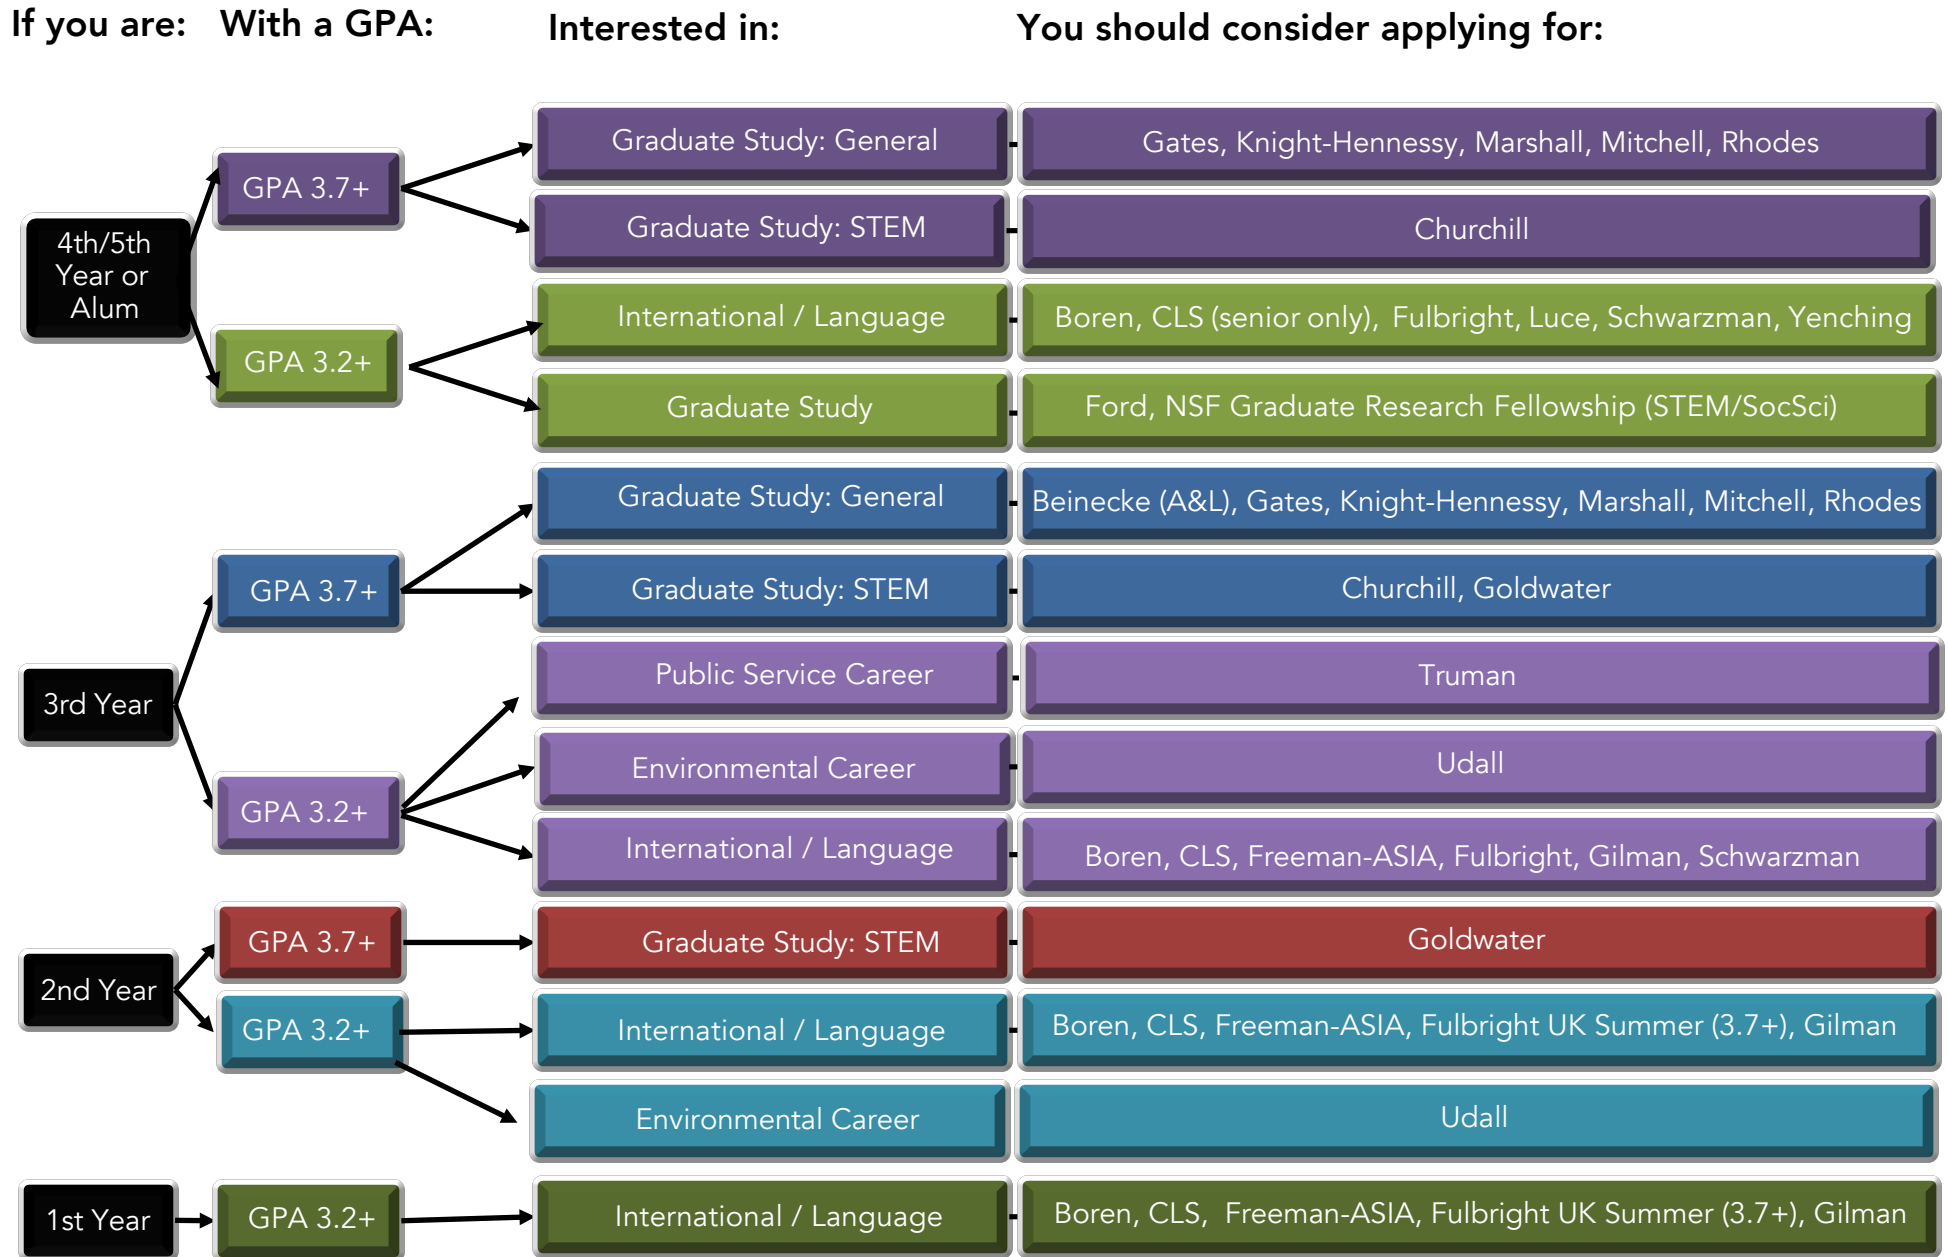 If you are:
With a GPA:
Interested in:
You should consider applying for:
4th/5th
Year or
Alum
GPA 3.7+
Graduate Study: General
Gates, Knight-Hennessy, Marshall, Mitchell, Rhodes
Graduate Study: STEM
Churchill
GPA 3.2+
International / Language
Boren, CLS (senior only), Fulbright, Luce, Schwarzman, Yenching
Graduate Study
Ford, NSF Graduate Research Fellowship (STEM/SocSci)
3rd Year
GPA 3.7+
Graduate Study: General
Beinecke (A&L), Gates, Knight-Hennessy, Marshall, Mitchell, Rhodes
Graduate Study: STEM
Churchill, Goldwater
GPA 3.2+
Public Service Career
Truman
Environmental Career
Udall
International / Language
Boren, CLS, Freeman-ASIA, Fulbright, Gilman, Schwarzman
2nd Year
GPA 3.7+
Graduate Study: STEM
Goldwater
GPA 3.2+
International / Language
Boren, CLS, Freeman-ASIA, Fulbright UK Summer (3.7+), Gilman
Environmental Career
Udall
1st Year
GPA 3.2+
International / Language
Boren, CLS, Freeman-ASIA, Fulbright UK Summer (3.7+), Gilman